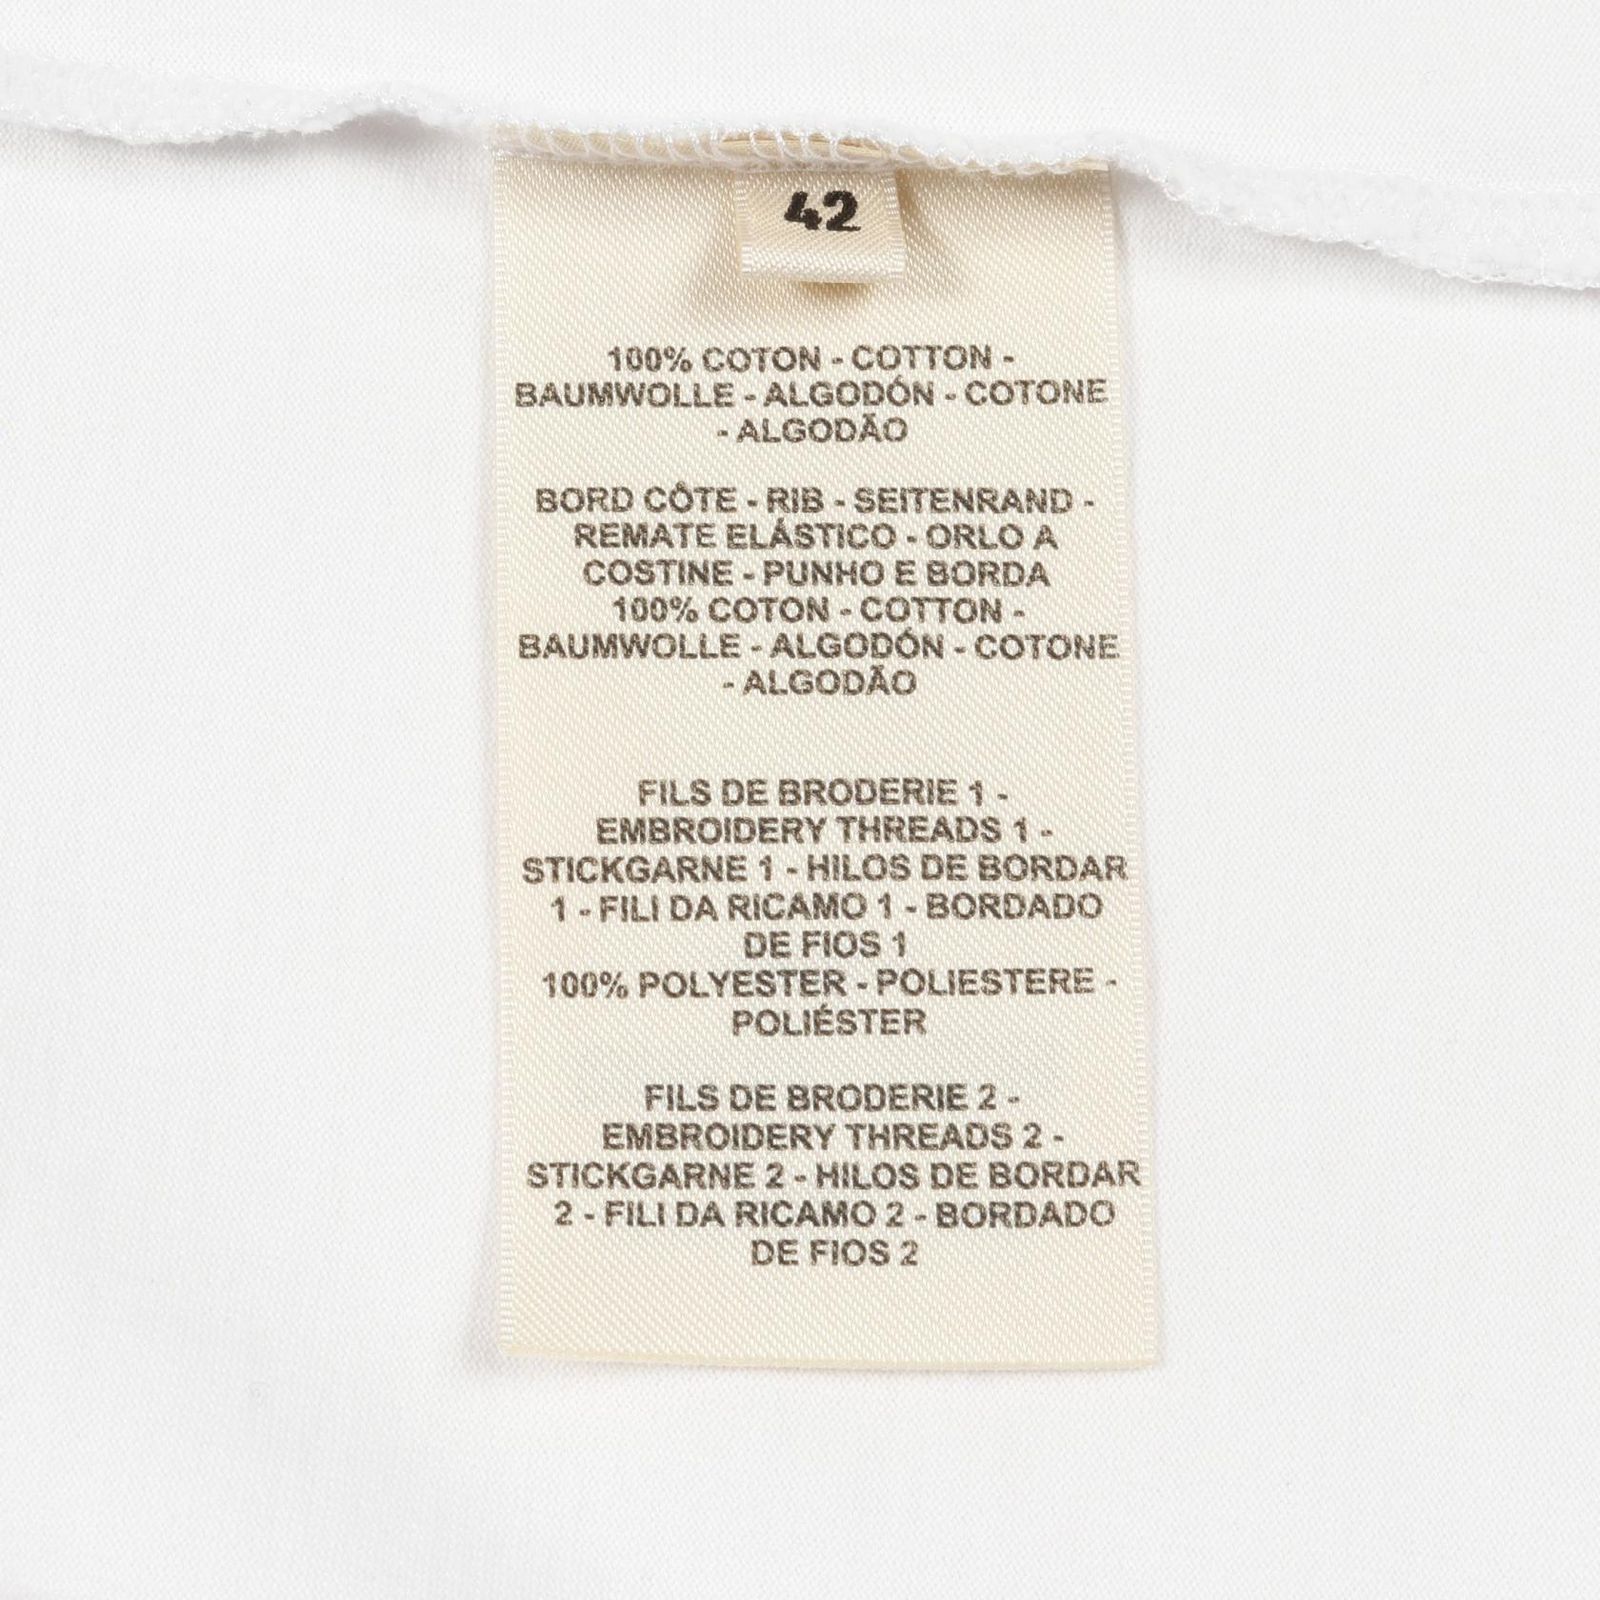 42
100% COTON - COTTON -
BAUMWOLLE - ALGODÓN - COTONE
- ALGODÃO
BORD CÔTE - RIB - SEITENRAND -
REMATE ELÁSTICO - ORLO A
COSTINE - PUNHO E BORDA
100% COTON - COTTON -
BAUMWOLLE - ALGODÓN - COTONE
- ALGODÃO
FILS DE BRODERIE 1 -
EMBROIDERY THREADS 1 -
STICKGARNE 1 - HILOS DE BORDAR
1 - FILI DA RICAMO 1 - BORDADO
DE FIOS 1
100% POLYESTER - POLIESTERE -
POLIÉSTER
FILS DE BRODERIE 2 -
EMBROIDERY THREADS 2 -
STICKGARNE 2 - HILOS DE BORDAR
2 - FILI DA RICAMO 2 - BORDADO
DE FIOS 2